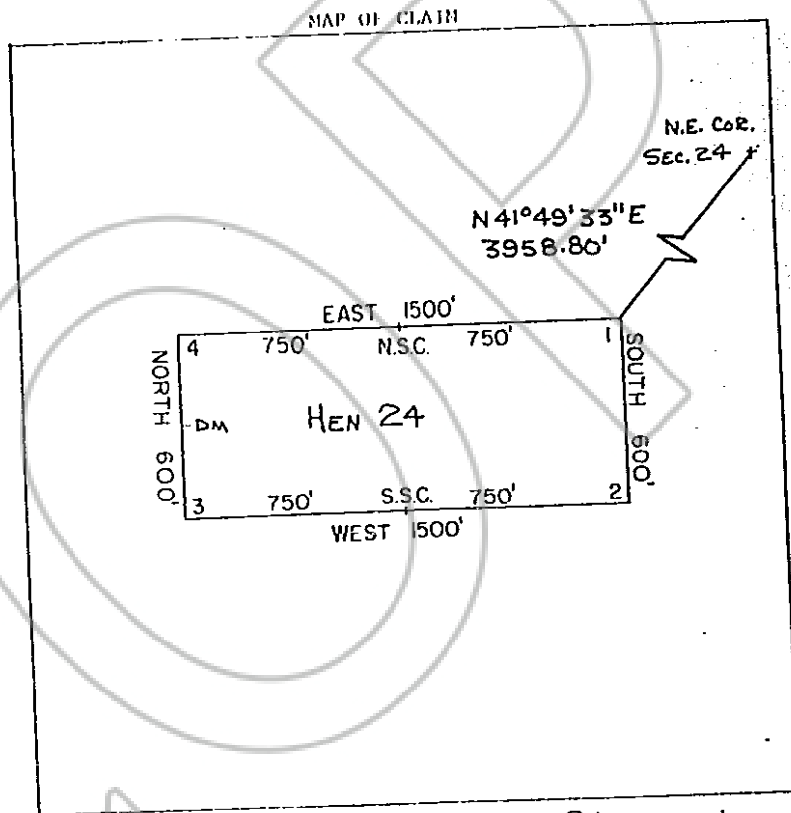 MAP OF CLAIM
N.E. COR.
SEC. 24
N 41°49'33"E
3958.80'
EAST 1500'
4 750' N.S.C. 750' 1
NORTH 600'
SOUTH 600'
DM
HEN 24
3 750' S.S.C. 750' 2
WEST 1500'